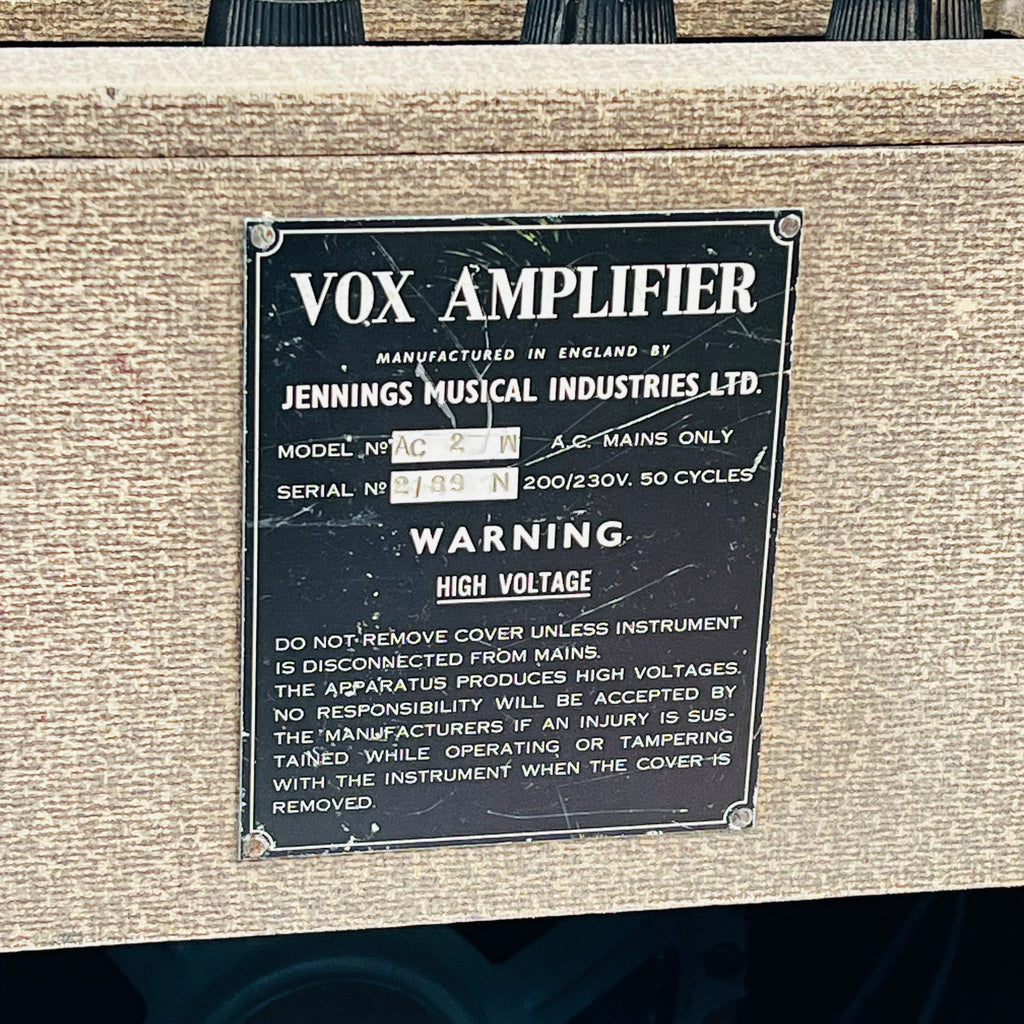 VOX AMPLIFIER
MANUFACTURED IN ENGLAND BY
JENNINGS MUSICAL INDUSTRIES LTD.
MODEL Nº AC 2 W A.C. MAINS ONLY
SERIAL Nº N 200/230V. 50 CYCLES
WARNING
HIGH VOLTAGE
DO NOT REMOVE COVER UNLESS INSTRUMENT
IS DISCONNECTED FROM MAINS.
THE APPARATUS PRODUCES HIGH VOLTAGES.
NO RESPONSIBILITY WILL BE ACCEPTED BY
THE MANUFACTURERS IF AN INJURY IS SUS-
TAINED WHILE OPERATING OR TAMPERING
WITH THE INSTRUMENT WHEN THE COVER IS
REMOVED.